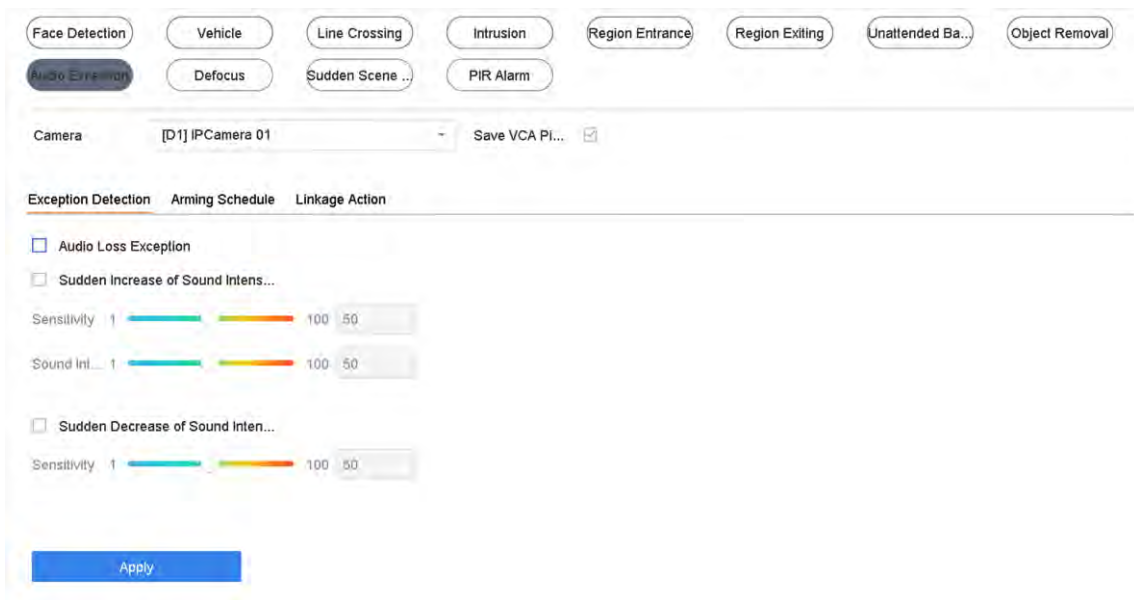 Face Detection Vehicle Line Crossing Intrusion Region Entrance Region Exiting Unattended Ba... Object Removal
Audio Exception Defocus Sudden Scene ... PIR Alarm
Camera [D1] IPCamera 01 Save VCA Pi...
Exception Detection Arming Schedule Linkage Action
Audio Loss Exception
Sudden Increase of Sound Intens...
Sensitivity 1 100 50
Sound Int... 1 100 50
Sudden Decrease of Sound Inten...
Sensitivity 1 100 50
Apply